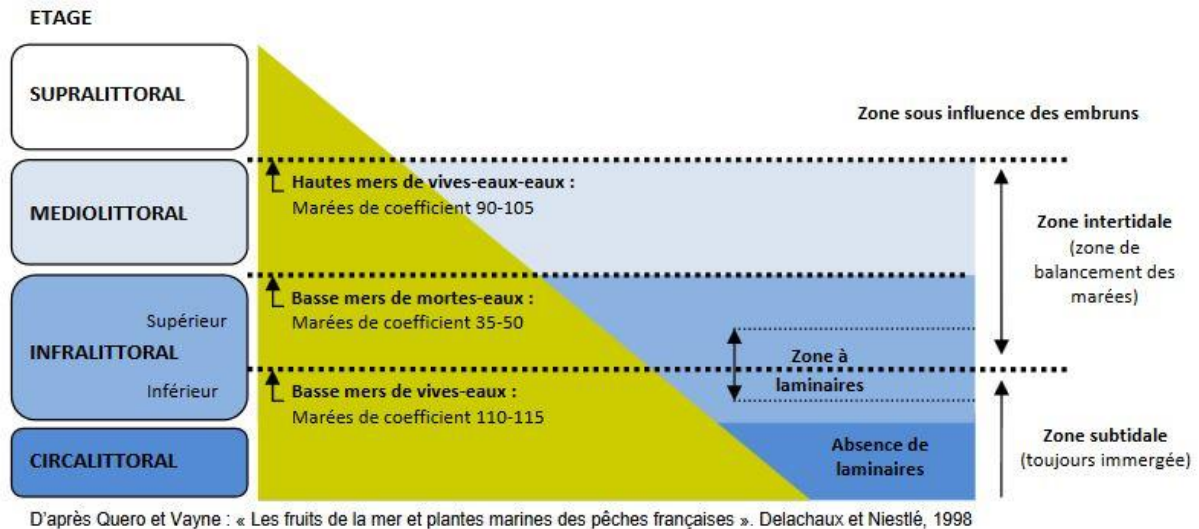 ETAGE
SUPRALITTORAL
Zone sous influence des embruns
Hautes mers de vives-eaux-eaux :
Marées de coefficient 90-105
MEDIOLITTORAL
Zone intertidale
(zone de
balancement des
marées)
Basse mers de mortes-eaux :
Marées de coefficient 35-50
Supérieur
INFRALITTORAL
Inférieur
Zone à
laminaires
Basse mers de vives-eaux :
Marées de coefficient 110-115
CIRCALITTORAL
Absence de
laminaires
Zone subtidale
(toujours immergée)
D'après Quero et Vayne : « Les fruits de la mer et plantes marines des pêches françaises ». Delachaux et Niestlé, 1998